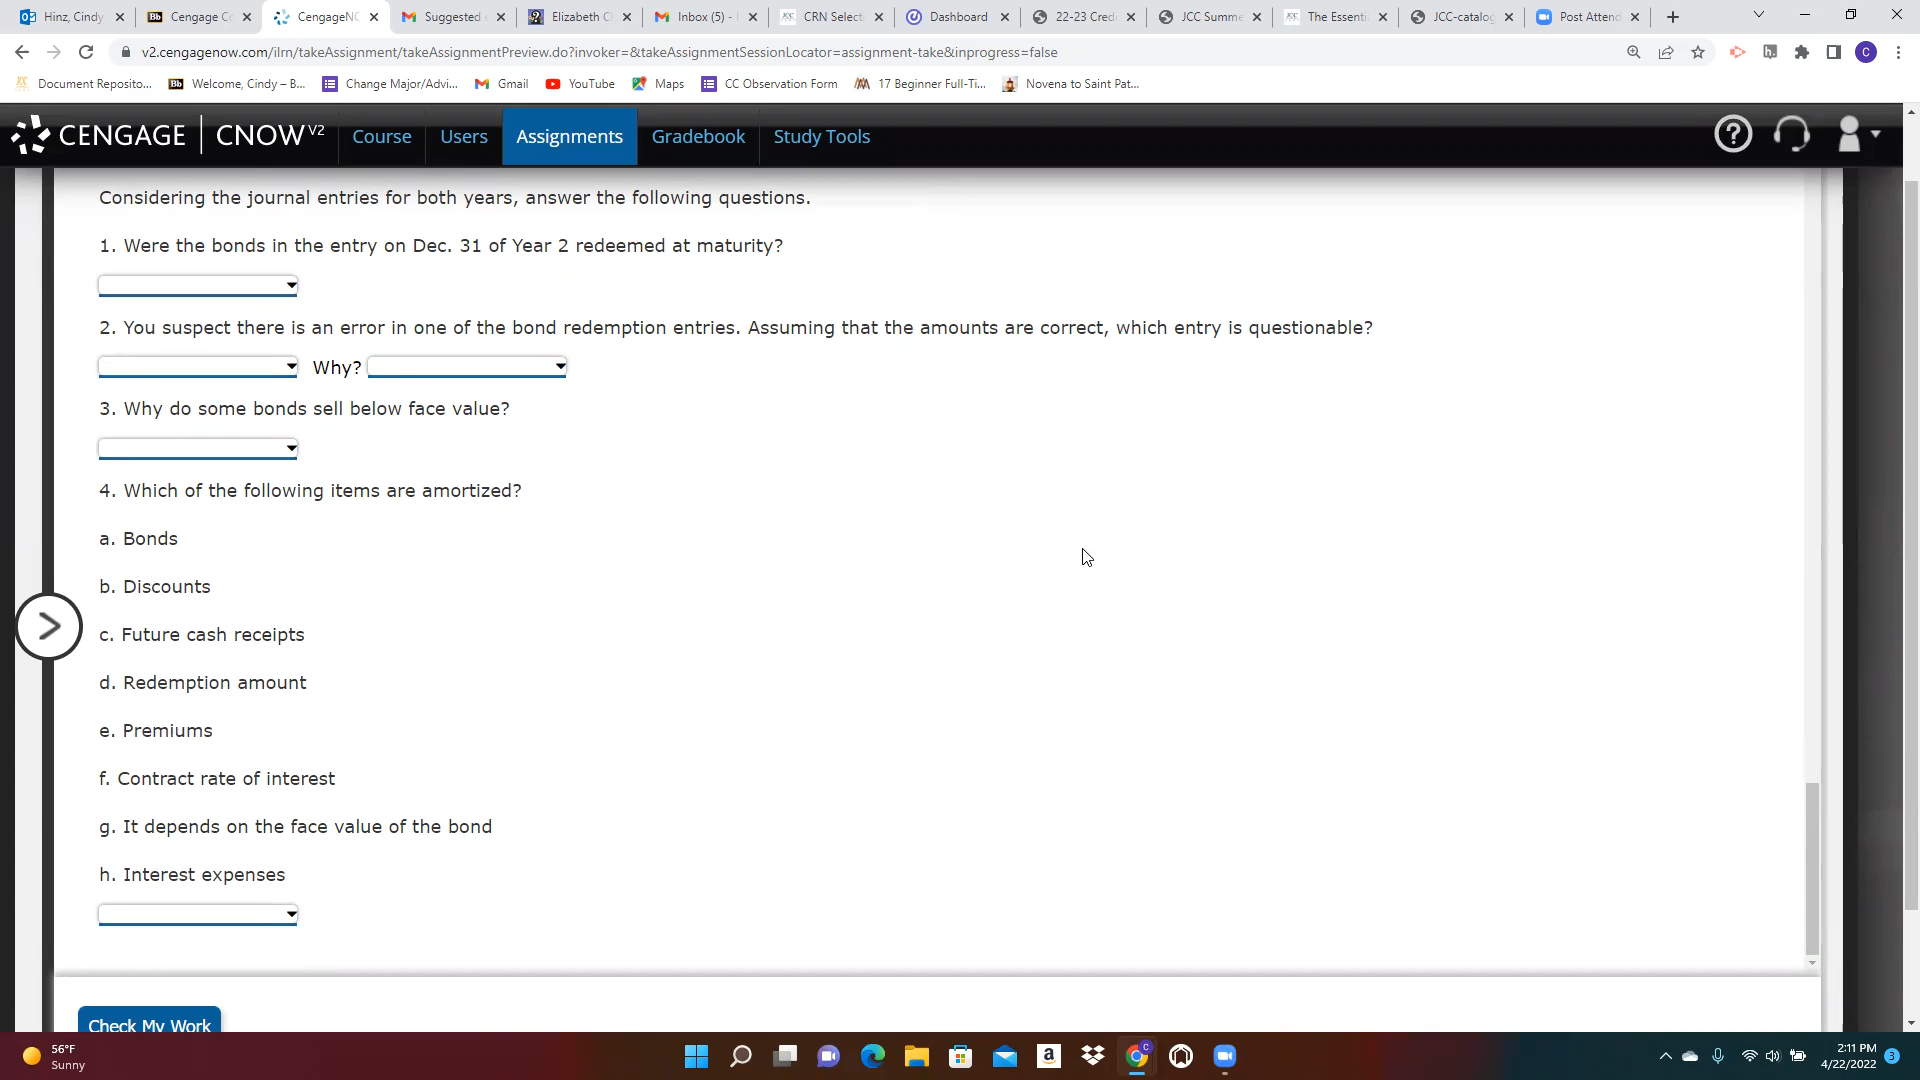 Hinz, Cindy
Cengage C
CengageNC
Suggested
Elizabeth C
Inbox (5) -
CRN Select
Dashboard
22-23 Cred
JCC Summe
The Essenti
JCC-catalog
Post Attend
v2.cengagenow.com/ilrn/takeAssignment/takeAssignmentPreview.do?invoker=&takeAssignmentSessionLocator=assignment-take&inprogress=false
Document Reposito... Welcome, Cindy – B... Change Major/Advi... Gmail YouTube Maps CC Observation Form 17 Beginner Full-Ti... Novena to Saint Pat...
CENGAGE | CNOWV2 Course Users Assignments Gradebook Study Tools
Considering the journal entries for both years, answer the following questions.
1. Were the bonds in the entry on Dec. 31 of Year 2 redeemed at maturity?
2. You suspect there is an error in one of the bond redemption entries. Assuming that the amounts are correct, which entry is questionable?
Why?
3. Why do some bonds sell below face value?
4. Which of the following items are amortized?
a. Bonds
b. Discounts
c. Future cash receipts
d. Redemption amount
e. Premiums
f. Contract rate of interest
g. It depends on the face value of the bond
h. Interest expenses
Check My Work
56°F
Sunny
2:11 PM
4/22/2022
3